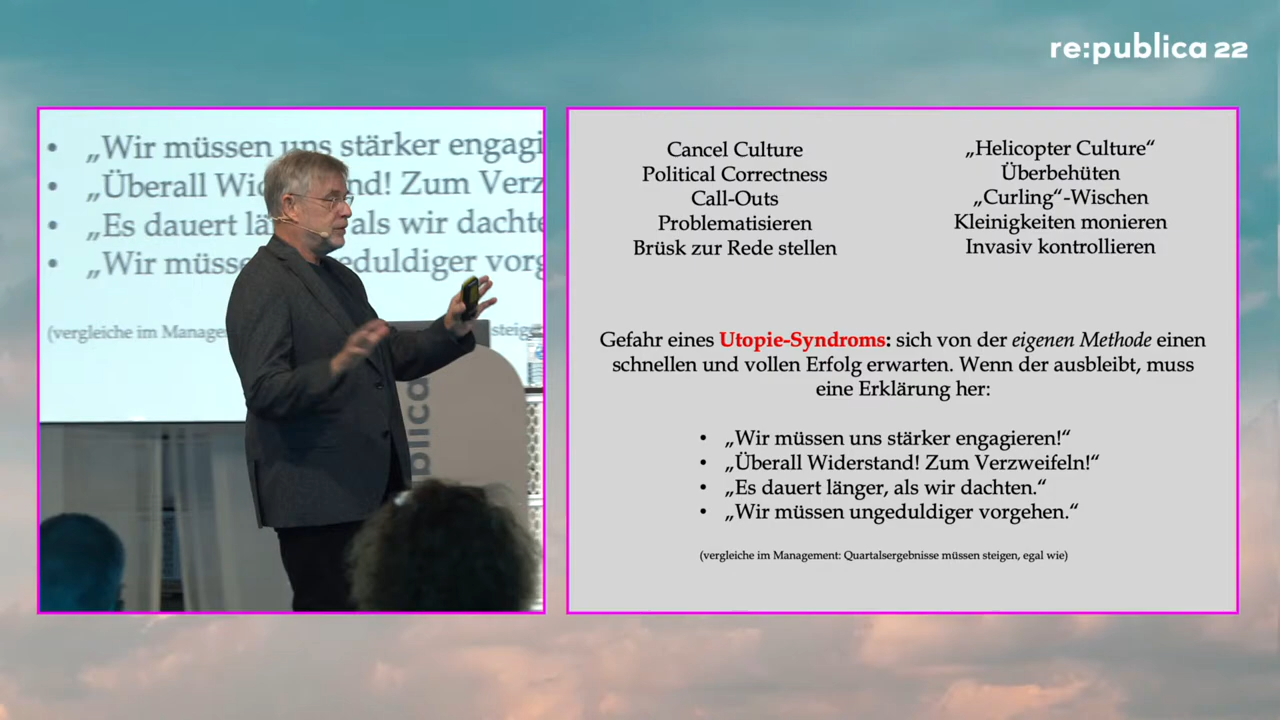 re:publica 22
• „Wir müssen uns stärker engagi
• „Überall Wid nd! Zum Verz
• „Es dauert lä als wir dachte
• „Wir müsse eduldiger vorg
(vergleiche im Manage steig
blica
Cancel Culture
Political Correctness
Call-Outs
Problematisieren
Brüsk zur Rede stellen
„Helicopter Culture“
Überbehüten
„Curling“-Wischen
Kleinigkeiten monieren
Invasiv kontrollieren
Gefahr eines Utopie-Syndroms: sich von der eigenen Methode einen
schnellen und vollen Erfolg erwarten. Wenn der ausbleibt, muss
eine Erklärung her:
• „Wir müssen uns stärker engagieren!“
• „Überall Widerstand! Zum Verzweifeln!“
• „Es dauert länger, als wir dachten.“
• „Wir müssen ungeduldiger vorgehen.“
(vergleiche im Management: Quartalsergebnisse müssen steigen, egal wie)